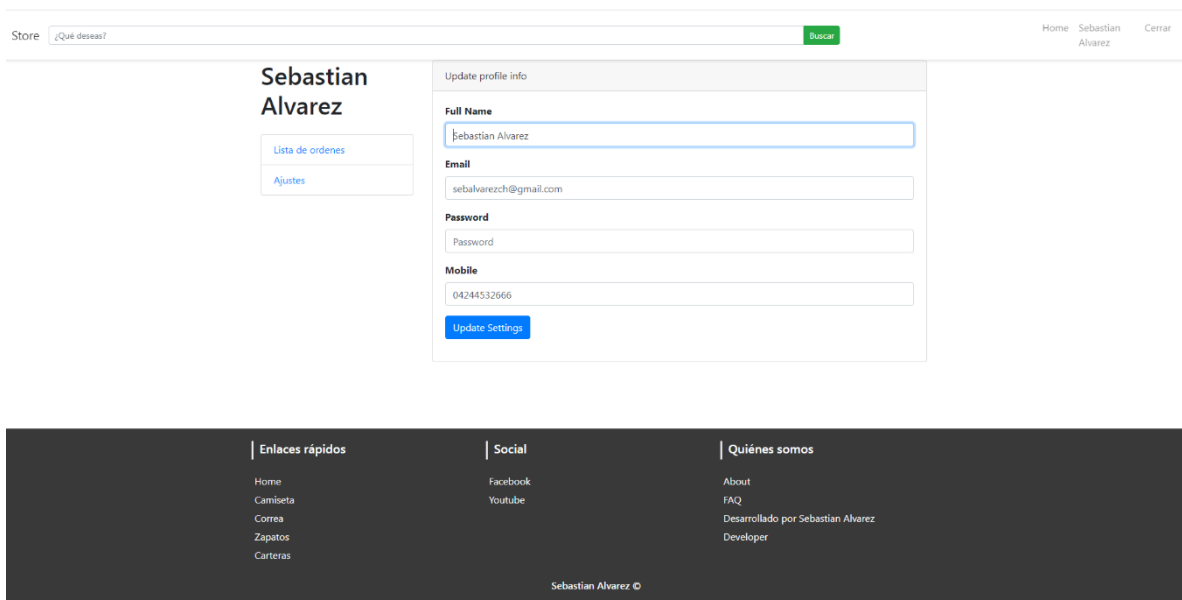 Store ¿Qué deseas? Buscar Home Sebastian Alvarez Cerrar
Sebastian
Alvarez
Lista de ordenes
Ajustes
Update profile info
Full Name
Sebastian Alvarez
Email
sebalvarezch@gmail.com
Password
Password
Mobile
04244532666
Update Settings
Enlaces rápidos
Home
Camiseta
Correa
Zapatos
Carteras
Social
Facebook
Youtube
Quiénes somos
About
FAQ
Desarrollado por Sebastian Alvarez
Developer
Sebastian Alvarez ©